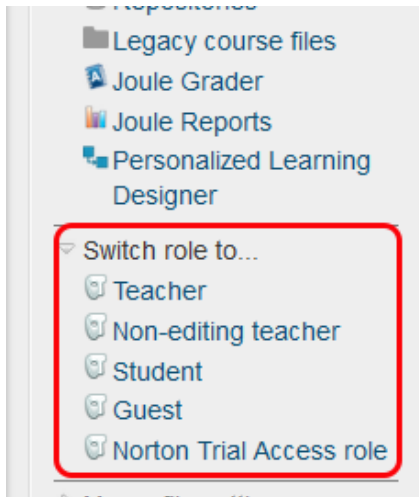 Repositories
Legacy course files
Joule Grader
Joule Reports
Personalized Learning
Designer
Switch role to...
Teacher
Non-editing teacher
Student
Guest
Norton Trial Access role